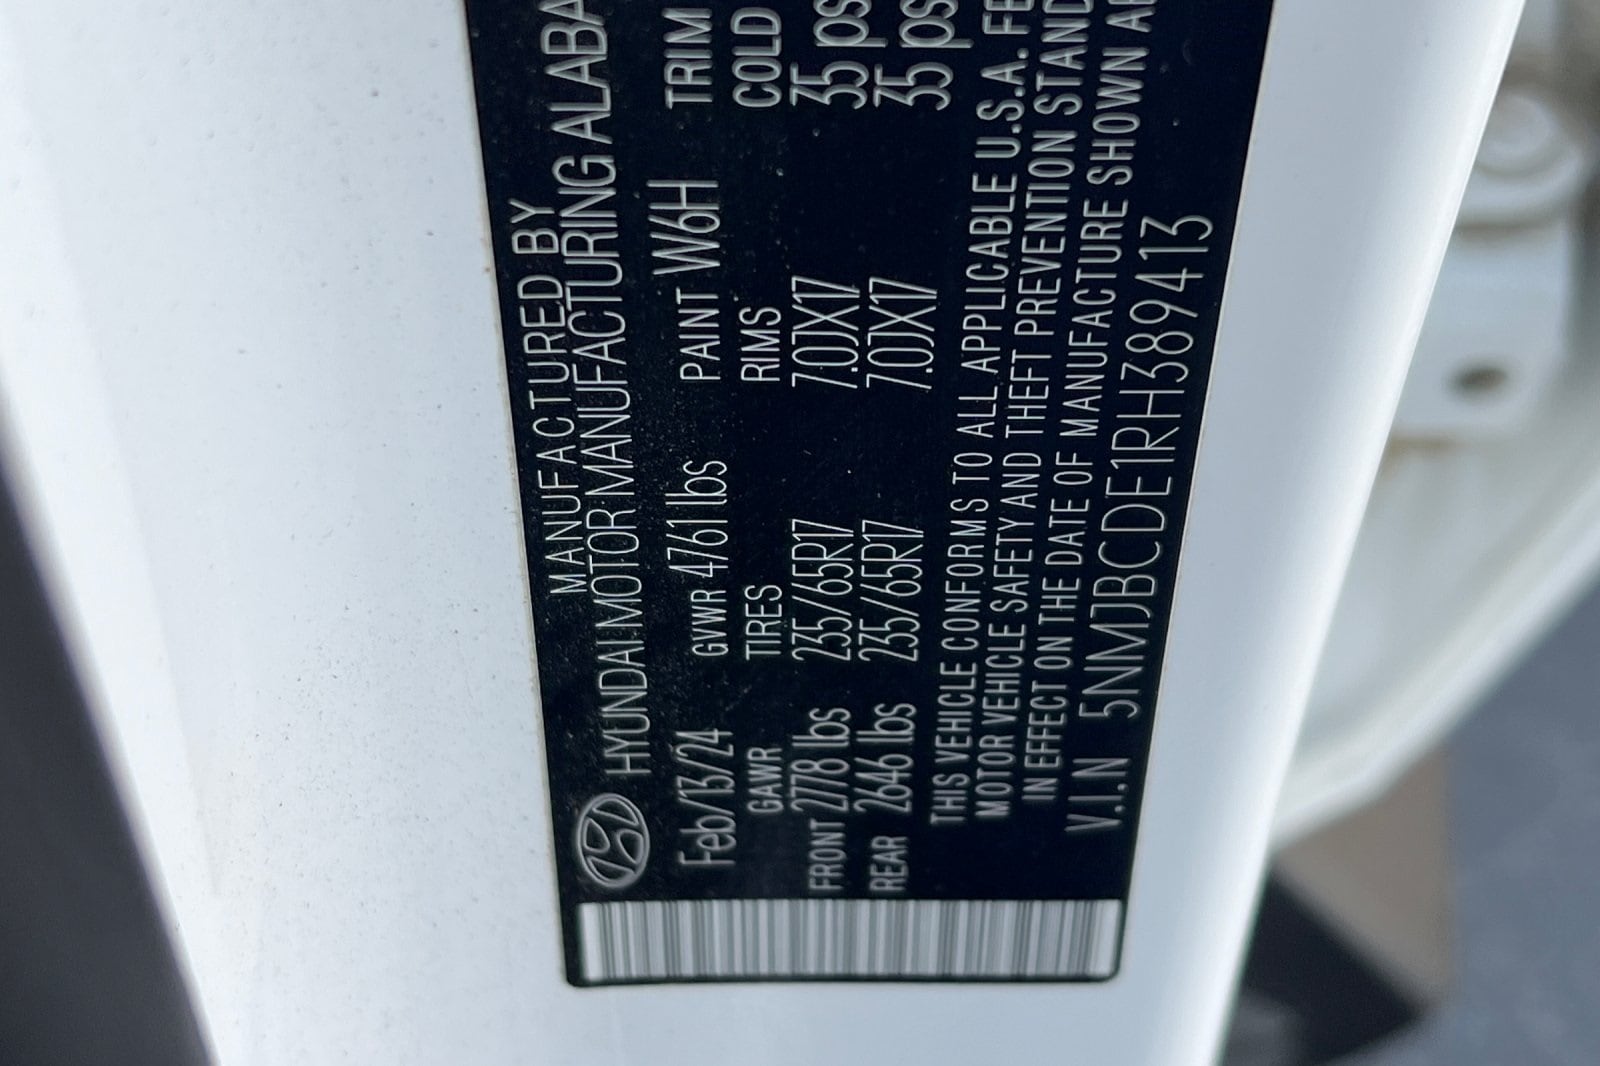 MANUFACTURED BY
HYUNDAI MOTOR MANUFACTURING ALABA
Feb/13/24 GVWR 4761 lbs PAINT W6H TRIM
GAWR TIRES RIMS COLD
FRONT 2778 lbs 235/65R17 7.0JX17 35 ps
REAR 2646 lbs 235/65R17 7.0JX17 35 ps
THIS VEHICLE CONFORMS TO ALL APPLICABLE U.S.A. FE
MOTOR VEHICLE SAFETY AND THEFT PREVENTION STAND
IN EFFECT ON THE DATE OF MANUFACTURE SHOWN A
V.I.N 5NMJBCDE1RH389413